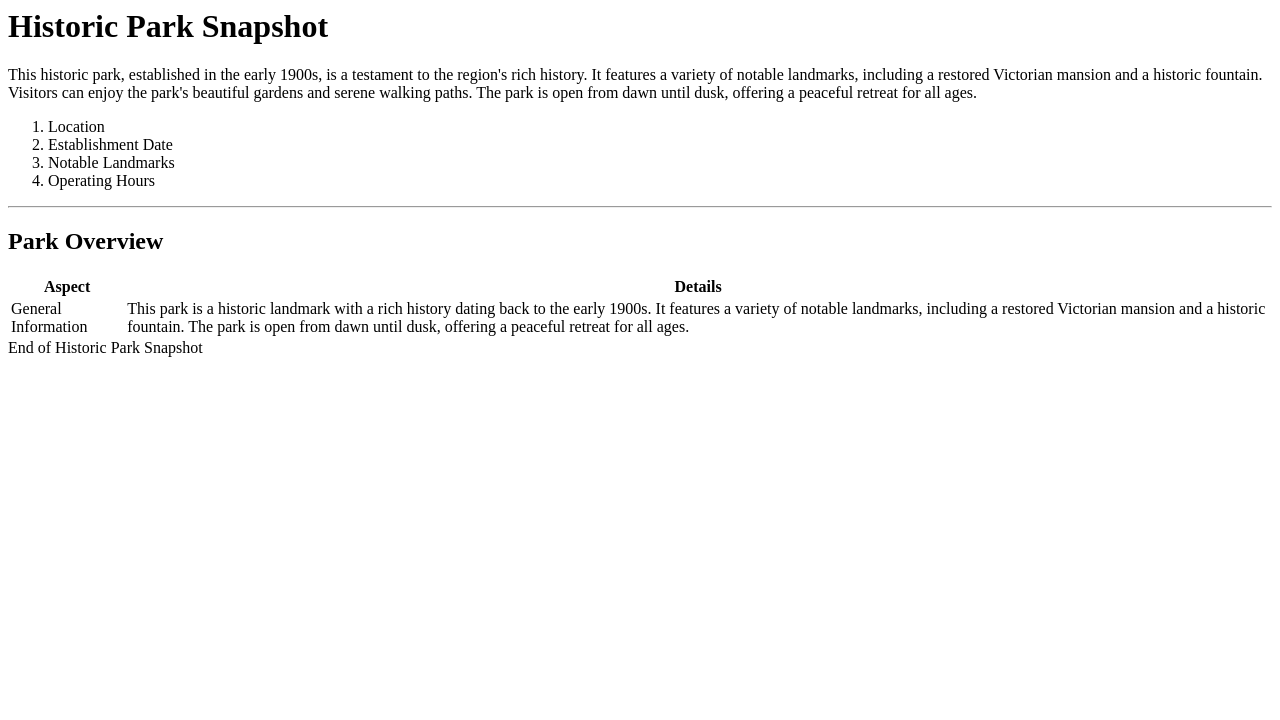 Historic Park Snapshot
This historic park, established in the early 1900s, is a testament to the region's rich history. It features a variety of notable landmarks, including a restored Victorian mansion and a historic fountain.
Visitors can enjoy the park's beautiful gardens and serene walking paths. The park is open from dawn until dusk, offering a peaceful retreat for all ages.
1. Location
2. Establishment Date
3. Notable Landmarks
4. Operating Hours
Park Overview
Aspect Details
General Information This park is a historic landmark with a rich history dating back to the early 1900s. It features a variety of notable landmarks, including a restored Victorian mansion and a historic
fountain. The park is open from dawn until dusk, offering a peaceful retreat for all ages.
End of Historic Park Snapshot